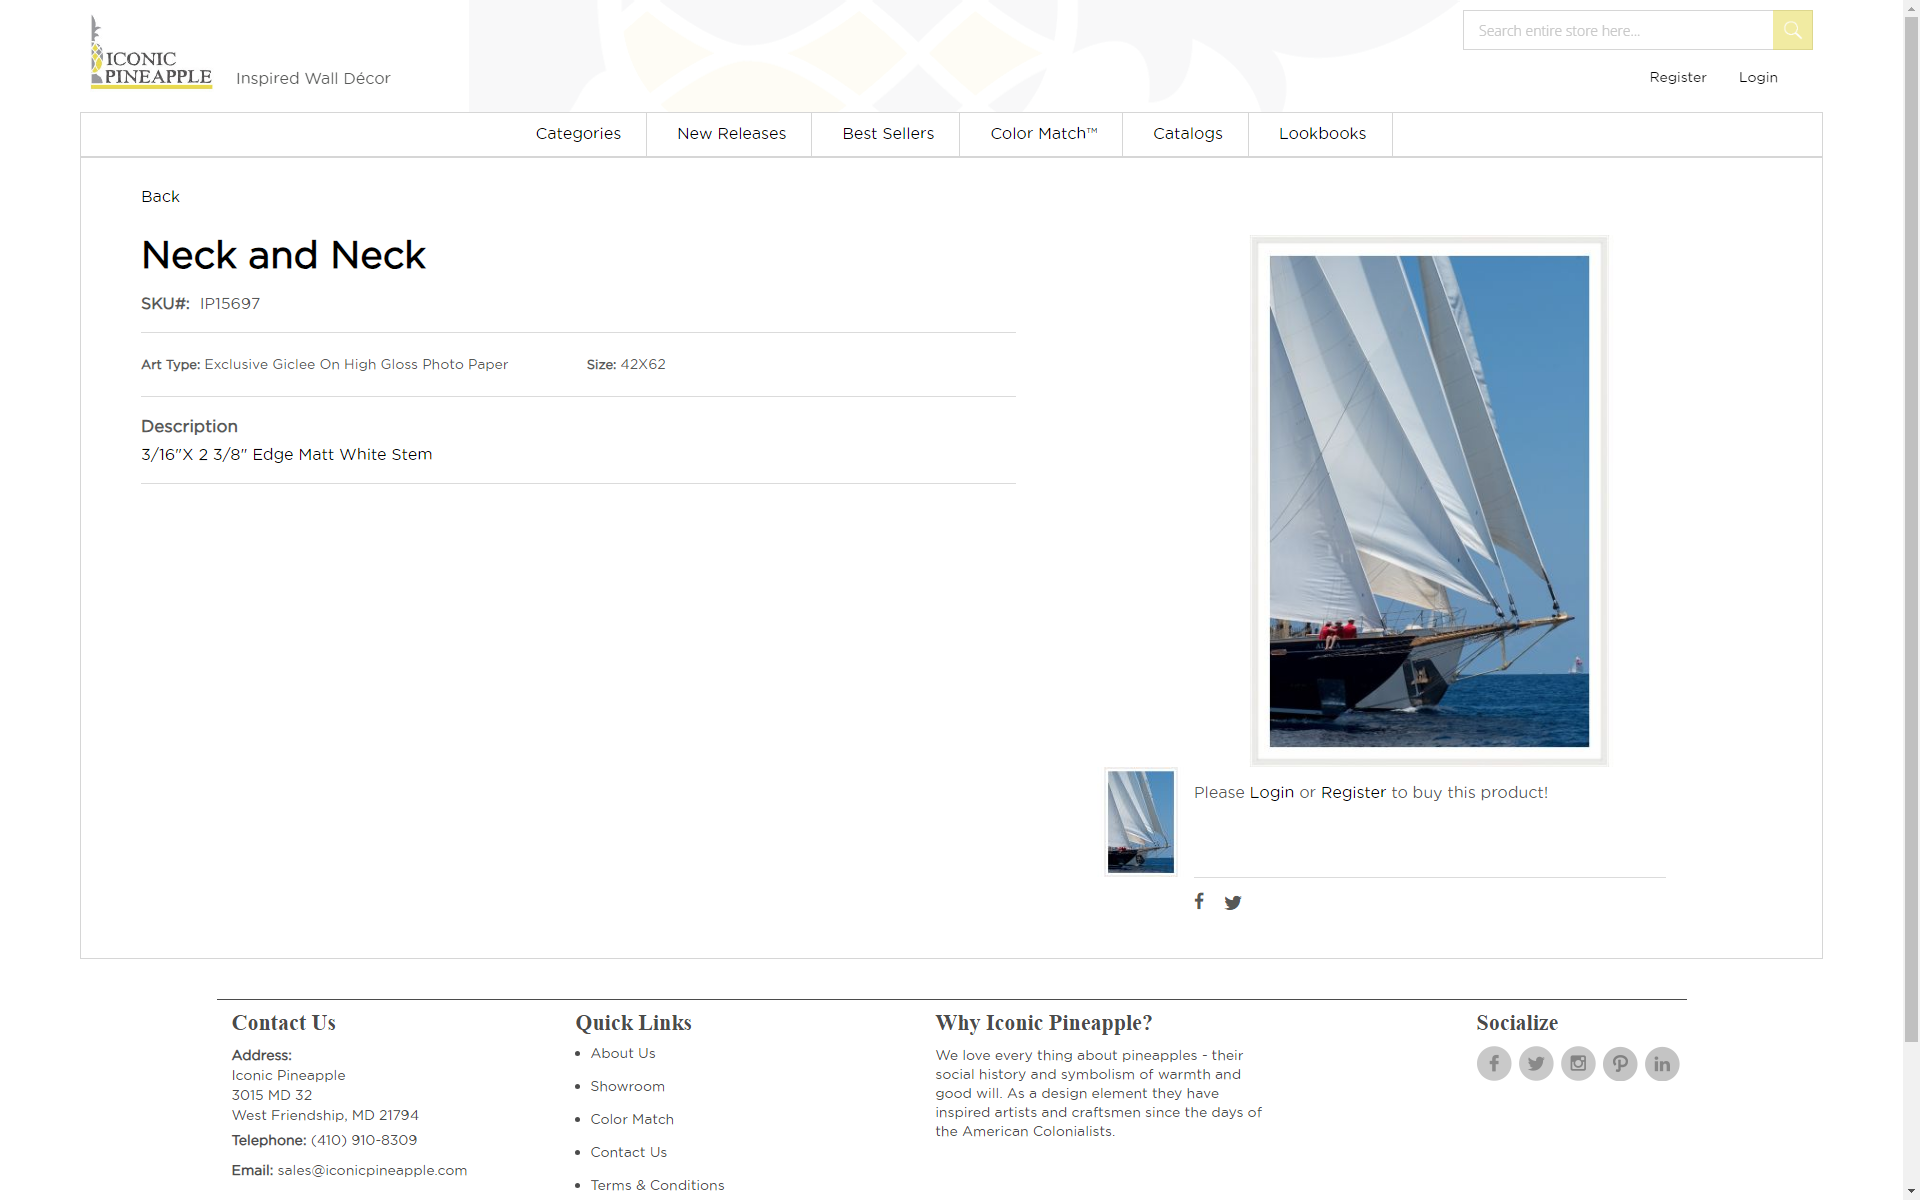 ICONIC
PINEAPPLE
Inspired Wall Décor
Search entire store here...
Register
Login
Categories
New Releases
Best Sellers
Color Match™
Catalogs
Lookbooks
Back
Neck and Neck
SKU#: IP15697
Art Type: Exclusive Giclee On High Gloss Photo Paper
Size: 42X62
Description
3/16"X 2 3/8" Edge Matt White Stem
Please Login or Register to buy this product!
Contact Us
Address:
Iconic Pineapple
3015 MD 32
West Friendship, MD 21794
Telephone: (410) 910-8309
Email: sales@iconicpineapple.com
Quick Links
About Us
Showroom
Color Match
Contact Us
Terms & Conditions
Why Iconic Pineapple?
We love every thing about pineapples - their
social history and symbolism of warmth and
good will. As a design element they have
inspired artists and craftsmen since the days of
the American Colonialists.
Socialize